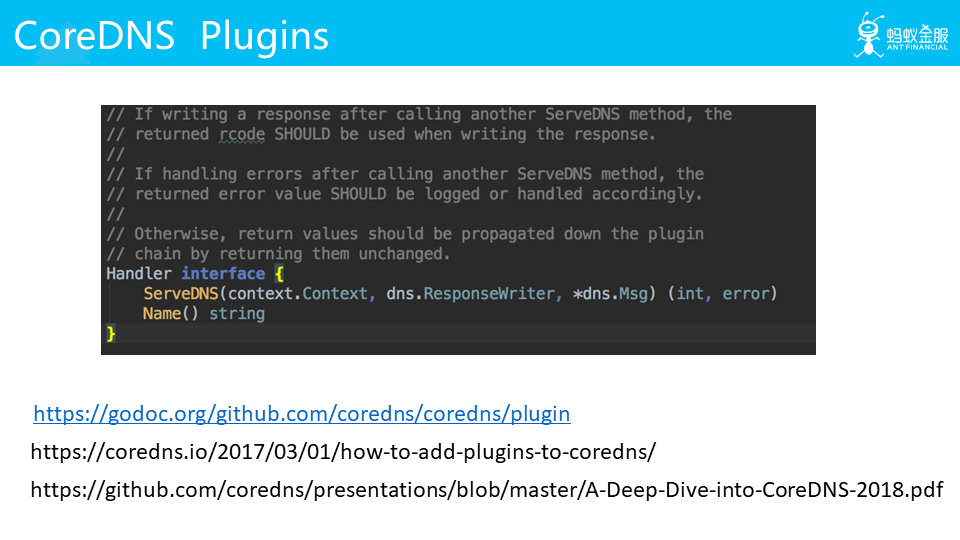 CoreDNS Plugins
蚂蚁金服
ANT FINANCIAL
// If writing a response after calling another ServeDNS method, the
// returned rcode SHOULD be used when writing the response.
//
// If handling errors after calling another ServeDNS method, the
// returned error value SHOULD be logged or handled accordingly.
//
// Otherwise, return values should be propagated down the plugin
// chain by returning them unchanged.
Handler interface {
    ServeDNS(context.Context, dns.ResponseWriter, *dns.Msg) (int, error)
    Name() string
}
https://godoc.org/github.com/coredns/coredns/plugin
https://coredns.io/2017/03/01/how-to-add-plugins-to-coredns/
https://github.com/coredns/presentations/blob/master/A-Deep-Dive-into-CoreDNS-2018.pdf